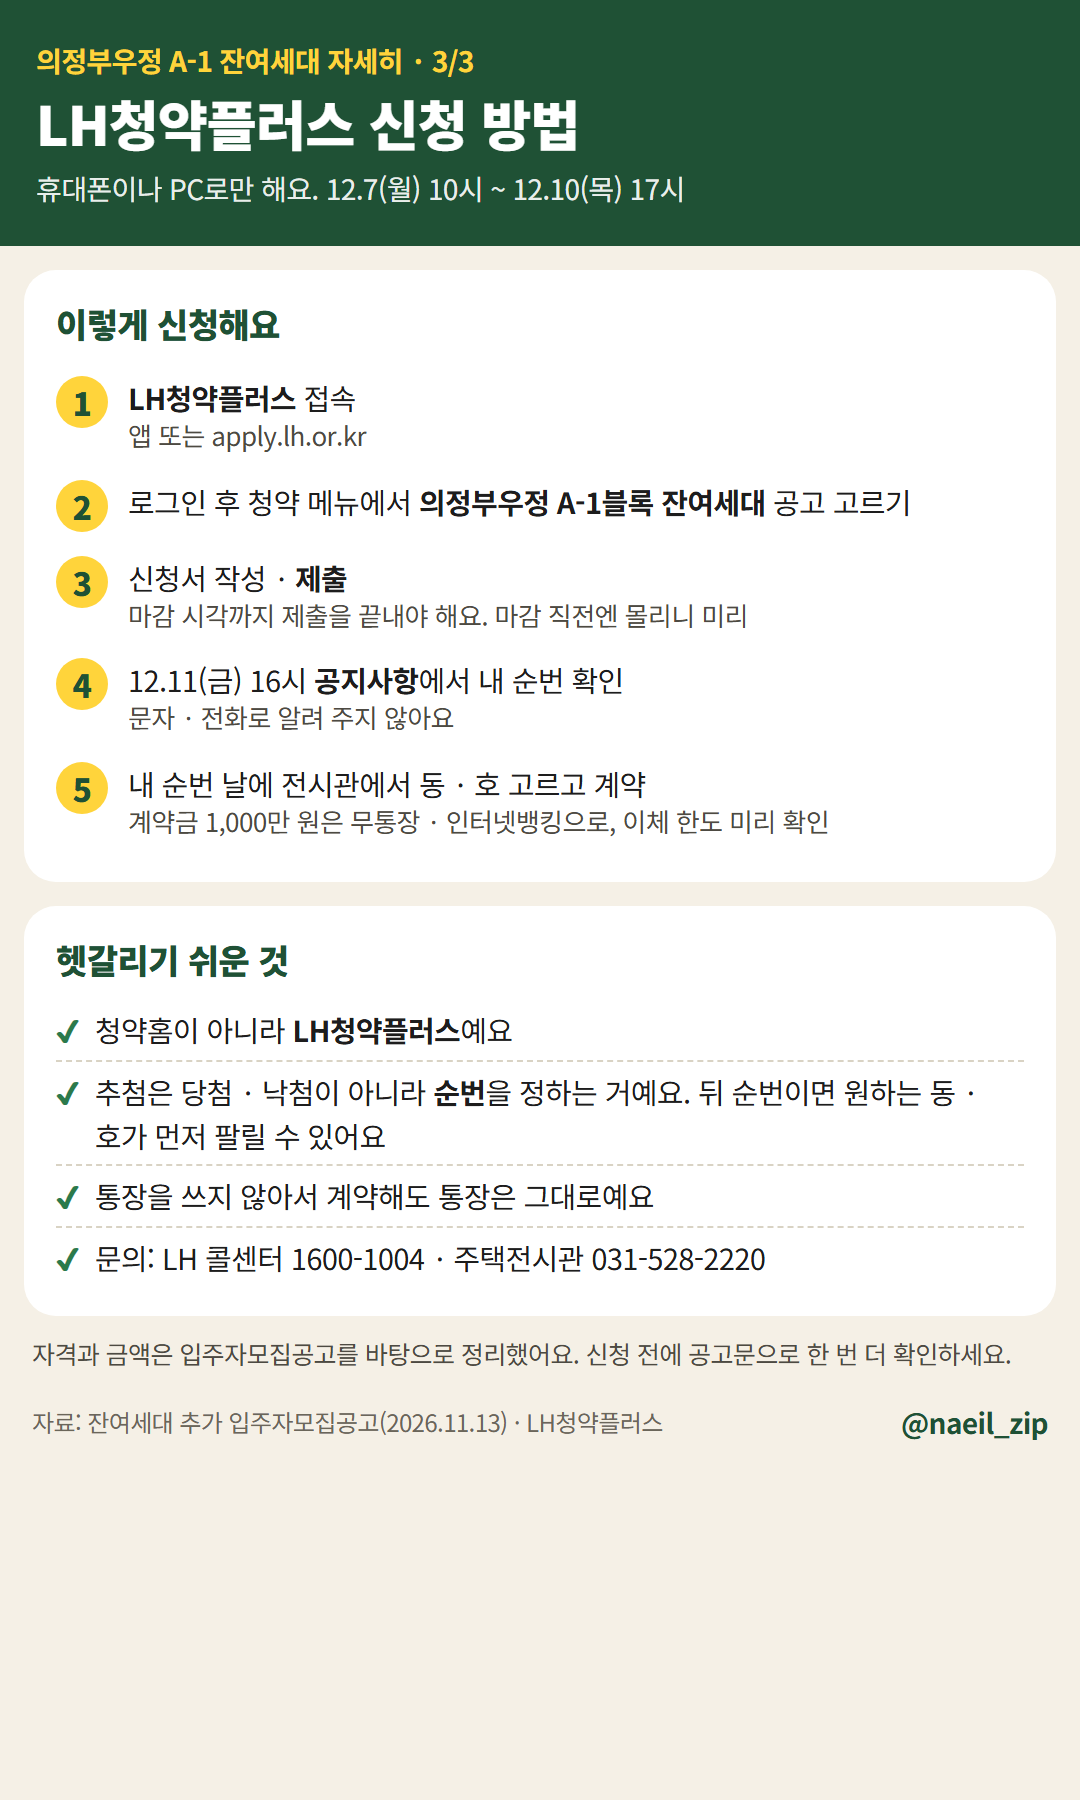 의정부우정 A-1 잔여세대 자세히 · 3/3
LH청약플러스 신청 방법
휴대폰이나 PC로만 해요. 12.7(월) 10시 ~ 12.10(목) 17시
이렇게 신청해요
1 LH청약플러스 접속
앱 또는 apply.lh.or.kr
2 로그인 후 청약 메뉴에서 의정부우정 A-1블록 잔여세대 공고 고르기
3 신청서 작성 · 제출
마감 시각까지 제출을 끝내야 해요. 마감 직전엔 몰리니 미리
4 12.11(금) 16시 공지사항에서 내 순번 확인
문자 · 전화로 알려 주지 않아요
5 내 순번 날에 전시관에서 동 · 호 고르고 계약
계약금 1,000만 원은 무통장 · 인터넷뱅킹으로, 이체 한도 미리 확인
헷갈리기 쉬운 것
✔ 청약홈이 아니라 LH청약플러스예요
✔ 추첨은 당첨 · 낙첨이 아니라 순번을 정하는 거예요. 뒤 순번이면 원하는 동 ·
호가 먼저 팔릴 수 있어요
✔ 통장을 쓰지 않아서 계약해도 통장은 그대로예요
✔ 문의: LH 콜센터 1600-1004 · 주택전시관 031-528-2220
자격과 금액은 입주자모집공고를 바탕으로 정리했어요. 신청 전에 공고문으로 한 번 더 확인하세요.
자료: 잔여세대 추가 입주자모집공고(2026.11.13) · LH청약플러스
@naeil_zip